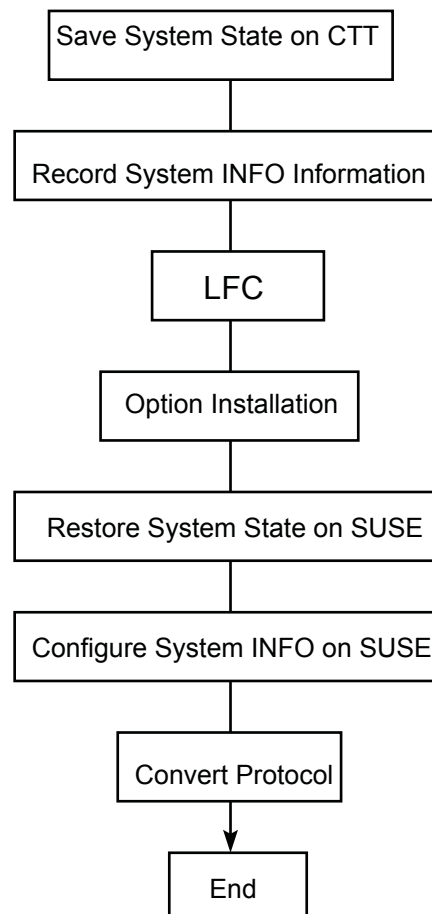 Save System State on CTT
Record System INFO Information
LFC
Option Installation
Restore System State on SUSE
Configure System INFO on SUSE
Convert Protocol
End